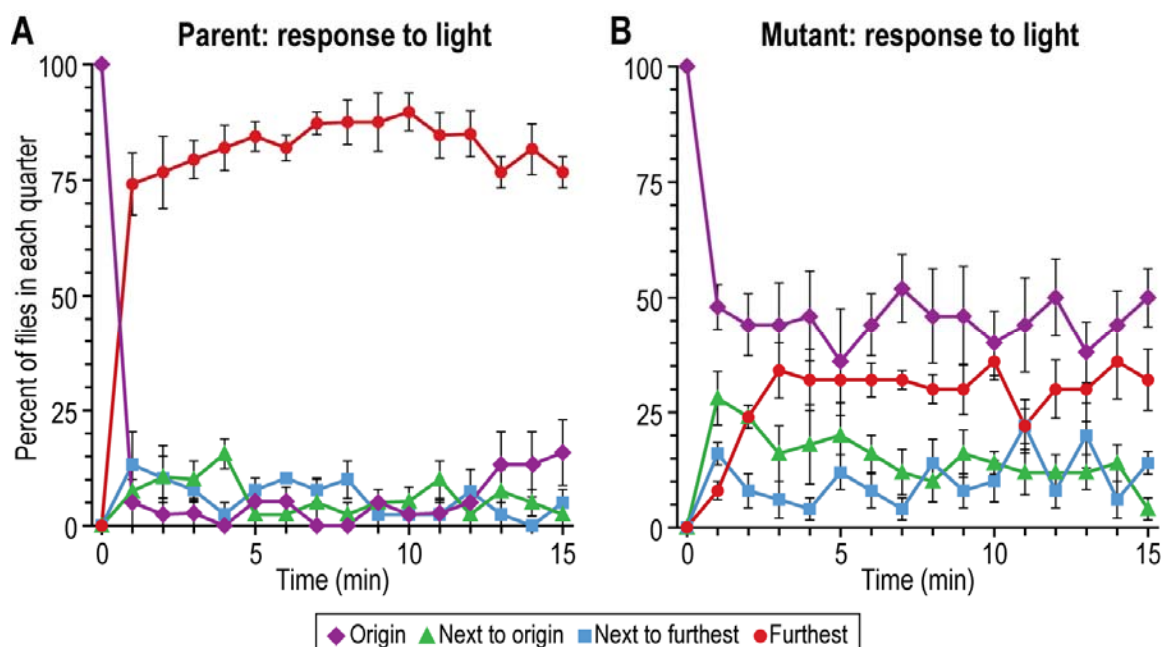 A Parent: response to light
B Mutant: response to light
Percent of flies in each quarter
100
75
50
25
0
0 5 10 15
Time (min)
100
75
50
25
0
0 5 10 15
Time (min)
Origin Next to origin Next to furthest Furthest